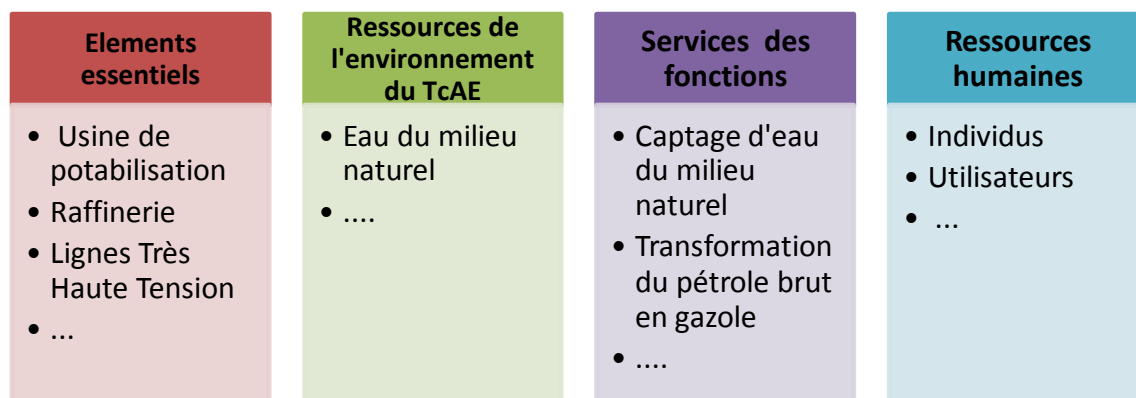 Elements
essentiels
• Usine de
potabilisation
• Raffinerie
• Lignes Très
Haute Tension
• ...
Ressources de
l'environnement
du TcAE
• Eau du milieu
naturel
• ....
Services des
fonctions
• Captage d'eau
du milieu
naturel
• Transformation
du pétrole brut
en gazole
• ....
Ressources
humaines
• Individus
• Utilisateurs
• ...